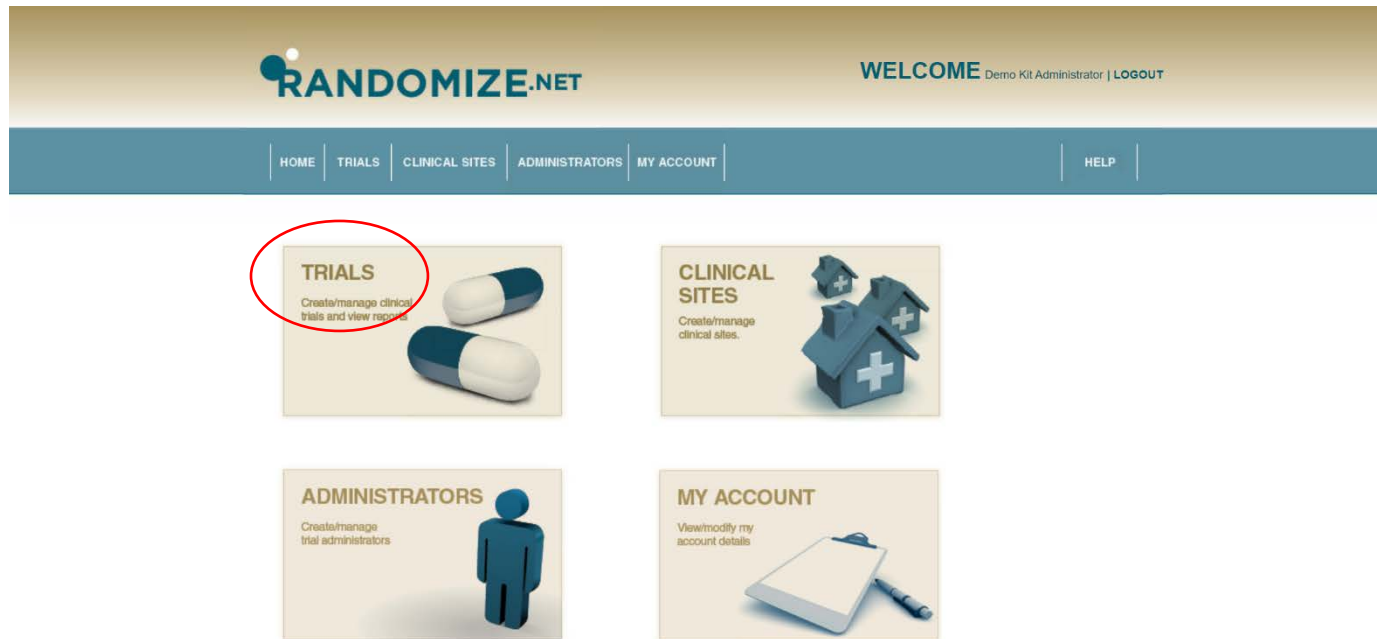 RANDOMIZE.NET
WELCOME Demo Kit Administrator | LOGOUT
HOME TRIALS CLINICAL SITES ADMINISTRATORS MY ACCOUNT HELP
TRIALS
Create/manage clinical
trials and view reports
CLINICAL
SITES
Create/manage
clinical sites.
ADMINISTRATORS
Create/manage
trial administrators
MY ACCOUNT
View/modify my
account details